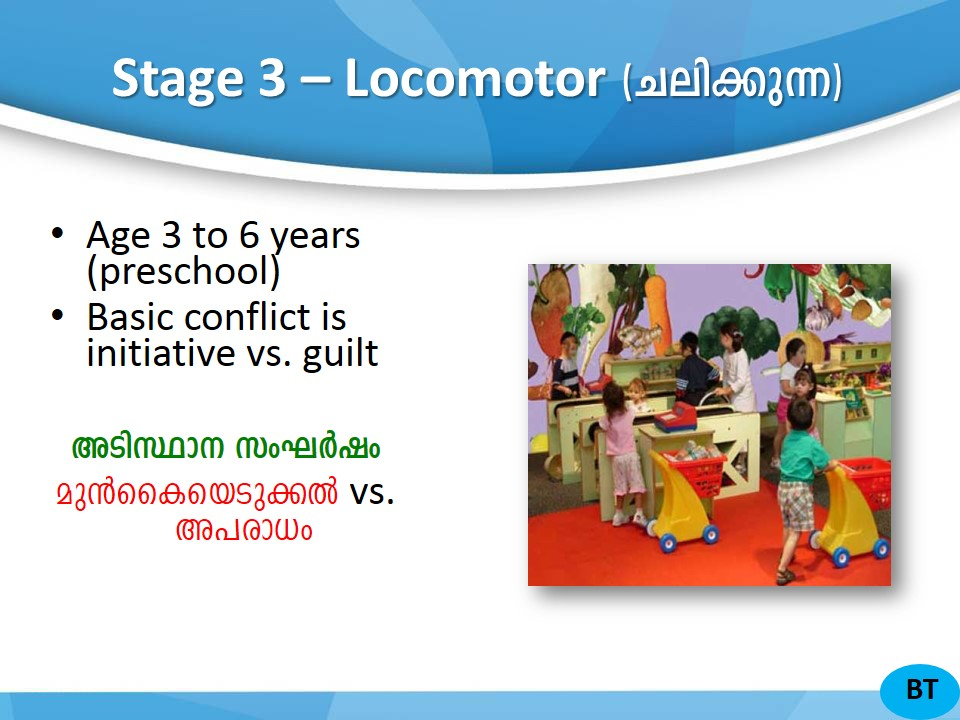 Stage 3 – Locomotor (ചലിക്കുന്ന)
• Age 3 to 6 years
(preschool)
• Basic conflict is
initiative vs. guilt
അടിസ്ഥാന സംഘർഷം
മുൻകൈയെടുക്കൽ vs.
അപരാധം
BT